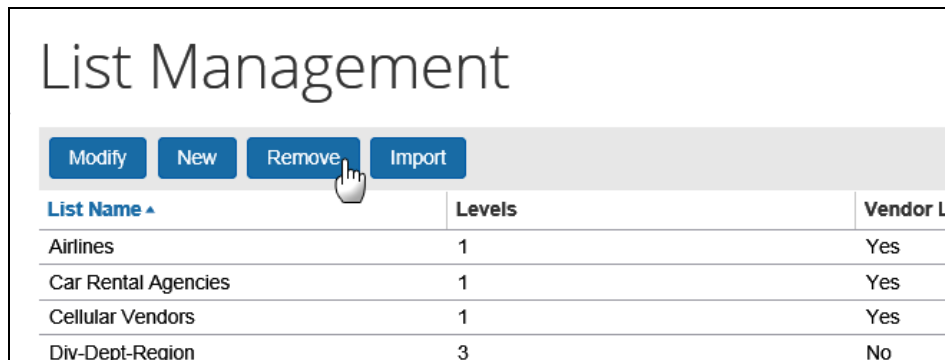 List Management
Modify New Remove Import
List Name Levels Vendor L
Airlines 1 Yes
Car Rental Agencies 1 Yes
Cellular Vendors 1 Yes
Div-Dept-Region 3 No